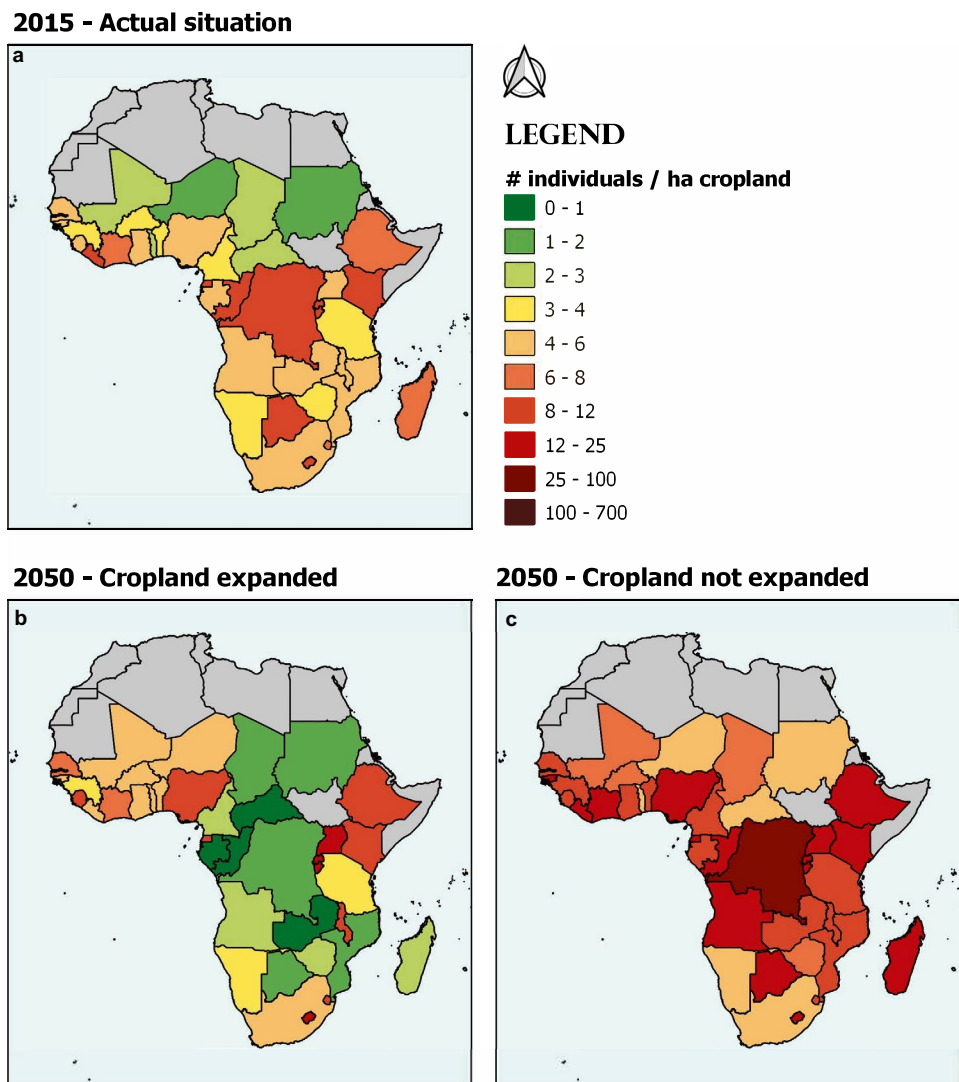 2015 - Actual situation
a
LEGEND
# individuals / ha cropland
0 - 1
1 - 2
2 - 3
3 - 4
4 - 6
6 - 8
8 - 12
12 - 25
25 - 100
100 - 700
2050 - Cropland expanded
2050 - Cropland not expanded
b
c